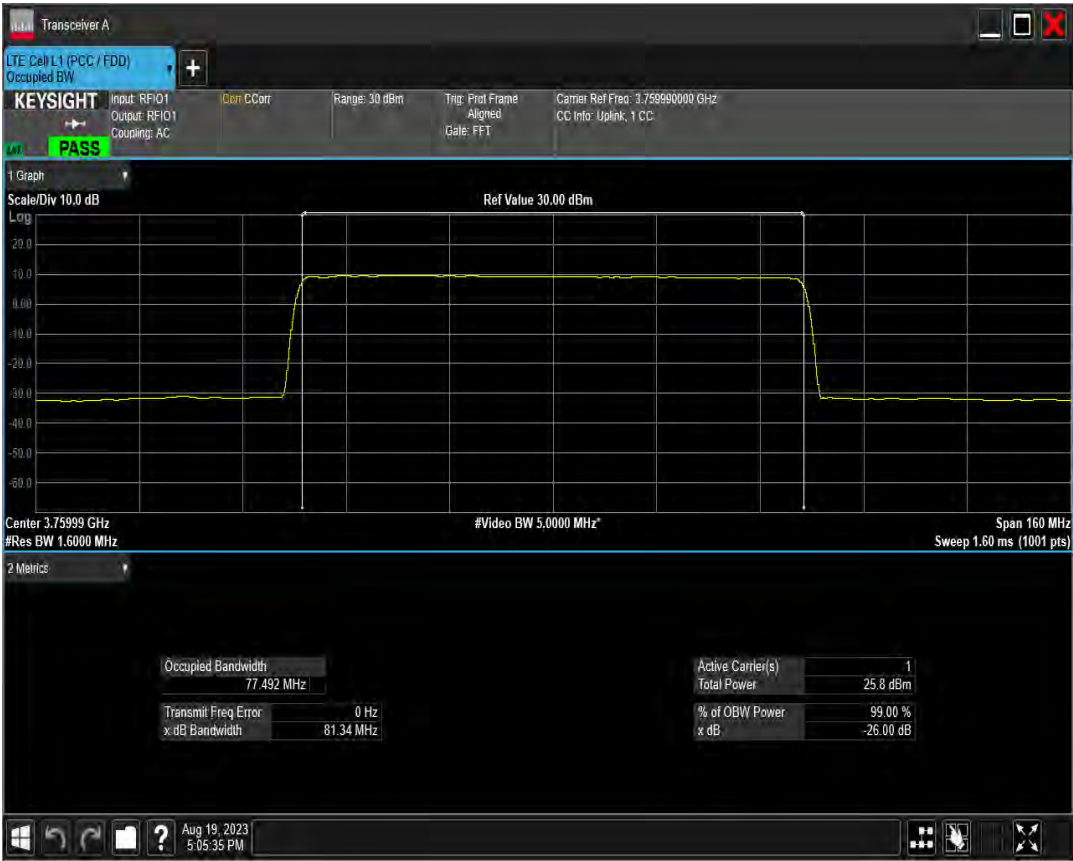 Transceiver A
LTE Cell L1 (PCC / FDD)
Occupied BW
+
KEYSIGHT
Input: RFIO1
Output: RFIO1
Coupling: AC
LXI
PASS
Corr CCorr
Range: 30 dBm
Trig: Prot Frame
Aligned
Gate: FFT
Carrier Ref Freq: 3.759990000 GHz
CC Info: Uplink, 1 CC
1 Graph
Scale/Div 10.0 dB
Ref Value 30.00 dBm
Log
20.0
10.0
0.00
-10.0
-20.0
-30.0
-40.0
-50.0
-60.0
Center 3.75999 GHz
#Video BW 5.0000 MHz*
Span 160 MHz
#Res BW 1.6000 MHz
Sweep 1.60 ms (1001 pts)
2 Metrics
Occupied Bandwidth
77.492 MHz
Transmit Freq Error 0 Hz
x dB Bandwidth 81.34 MHz
Active Carrier(s) 1
Total Power 25.8 dBm
% of OBW Power 99.00 %
x dB -26.00 dB
?
Aug 19, 2023
5:05:35 PM